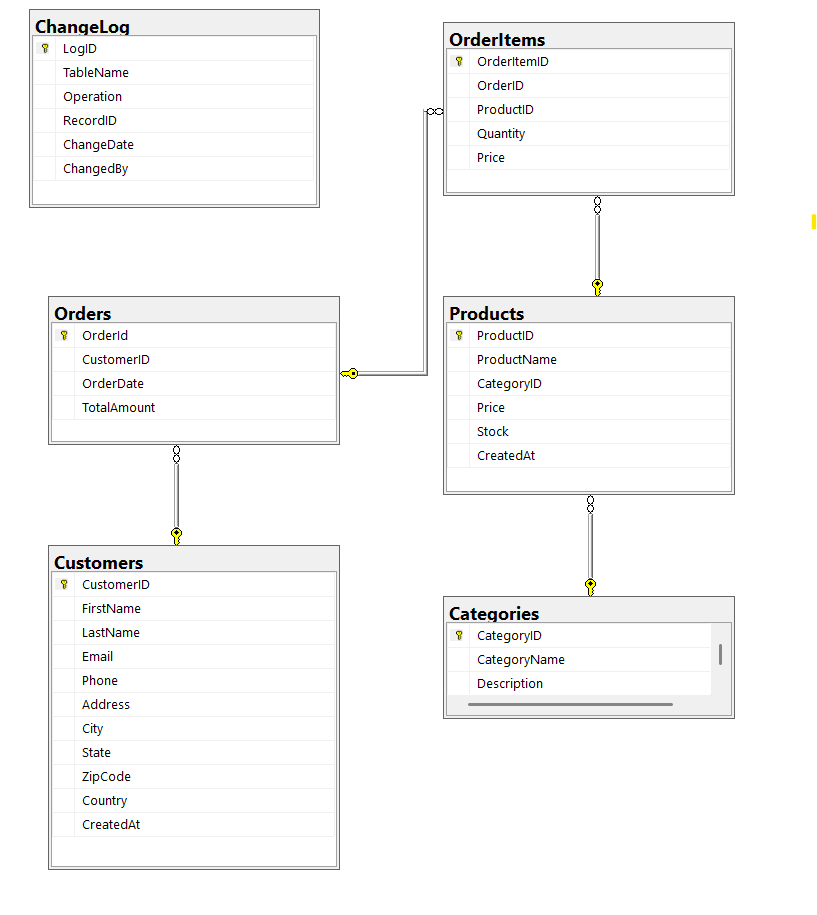 ChangeLog
LogID
TableName
Operation
RecordID
ChangeDate
ChangedBy
OrderItems
OrderItemID
OrderID
ProductID
Quantity
Price
Orders
OrderId
CustomerID
OrderDate
TotalAmount
Products
ProductID
ProductName
CategoryID
Price
Stock
CreatedAt
Customers
CustomerID
FirstName
LastName
Email
Phone
Address
City
State
ZipCode
Country
CreatedAt
Categories
CategoryID
CategoryName
Description